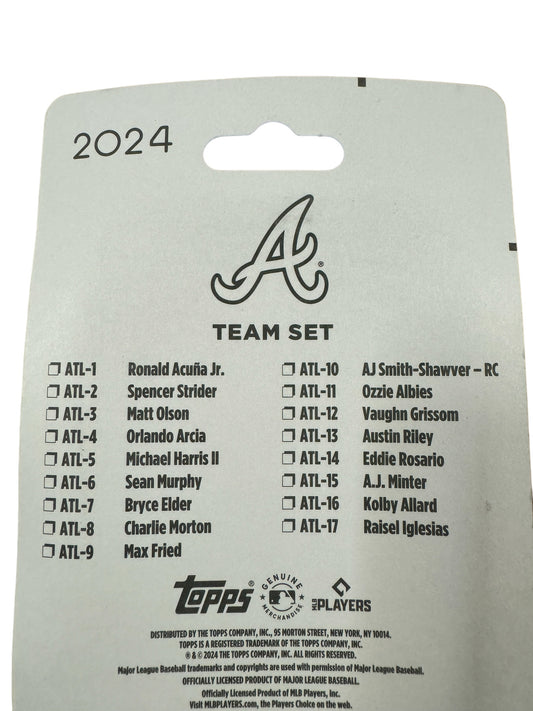 2024
A®
TEAM SET
ATL-1 Ronald Acuña Jr.
ATL-2 Spencer Strider
ATL-3 Matt Olson
ATL-4 Orlando Arcia
ATL-5 Michael Harris II
ATL-6 Sean Murphy
ATL-7 Bryce Elder
ATL-8 Charlie Morton
ATL-9 Max Fried
ATL-10 AJ Smith-Shawver – RC
ATL-11 Ozzie Albies
ATL-12 Vaughn Grissom
ATL-13 Austin Riley
ATL-14 Eddie Rosario
ATL-15 A.J. Minter
ATL-16 Kolby Allard
ATL-17 Raisel Iglesias
topps®
GENUINE
MERCHANDISE
MLB PLAYERS
DISTRIBUTED BY THE TOPPS COMPANY, INC., 95 MORTON STREET, NEW YORK, NY 10014.
TOPPS IS A REGISTERED TRADEMARK OF THE TOPPS COMPANY, INC.
® & © 2024 THE TOPPS COMPANY, INC. ALL RIGHTS RESERVED.
Major League Baseball trademarks and copyrights are used with permission of Major League Baseball.
OFFICIALLY LICENSED PRODUCT OF MAJOR LEAGUE BASEBALL.
Officially Licensed Product of MLB Players, Inc.
Visit MLBPLAYERS.com, the Players Choice on the web.